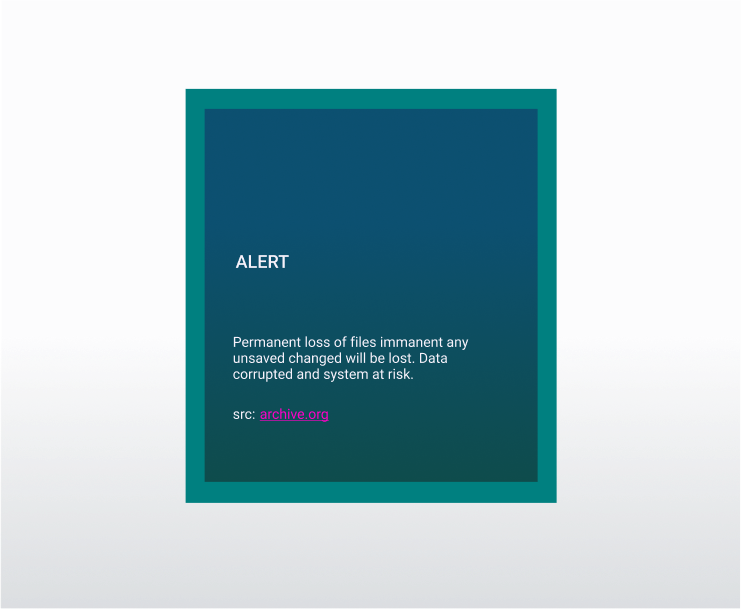 ALERT
Permanent loss of files immanent any
unsaved changed will be lost. Data
corrupted and system at risk.
src: archive.org